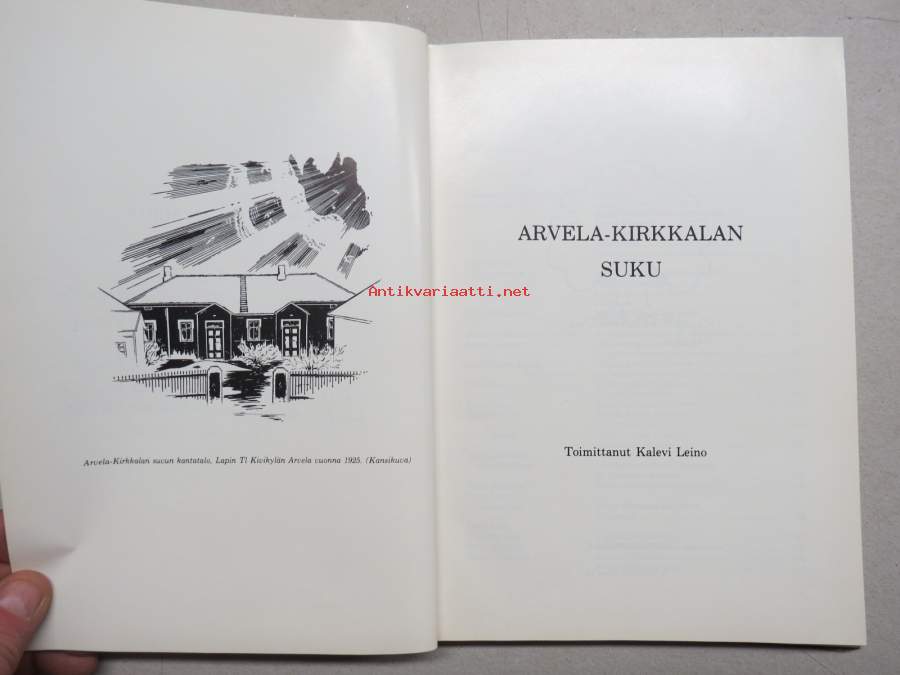 Arvela-Kirkkalan suvun kantatalo, Lapin Tl Kivikylän Arvela vuonna 1925. (Kansikuva)
ARVELA-KIRKKALAN
SUKU
Toimittanut Kalevi Leino
Antikvariaatti.net